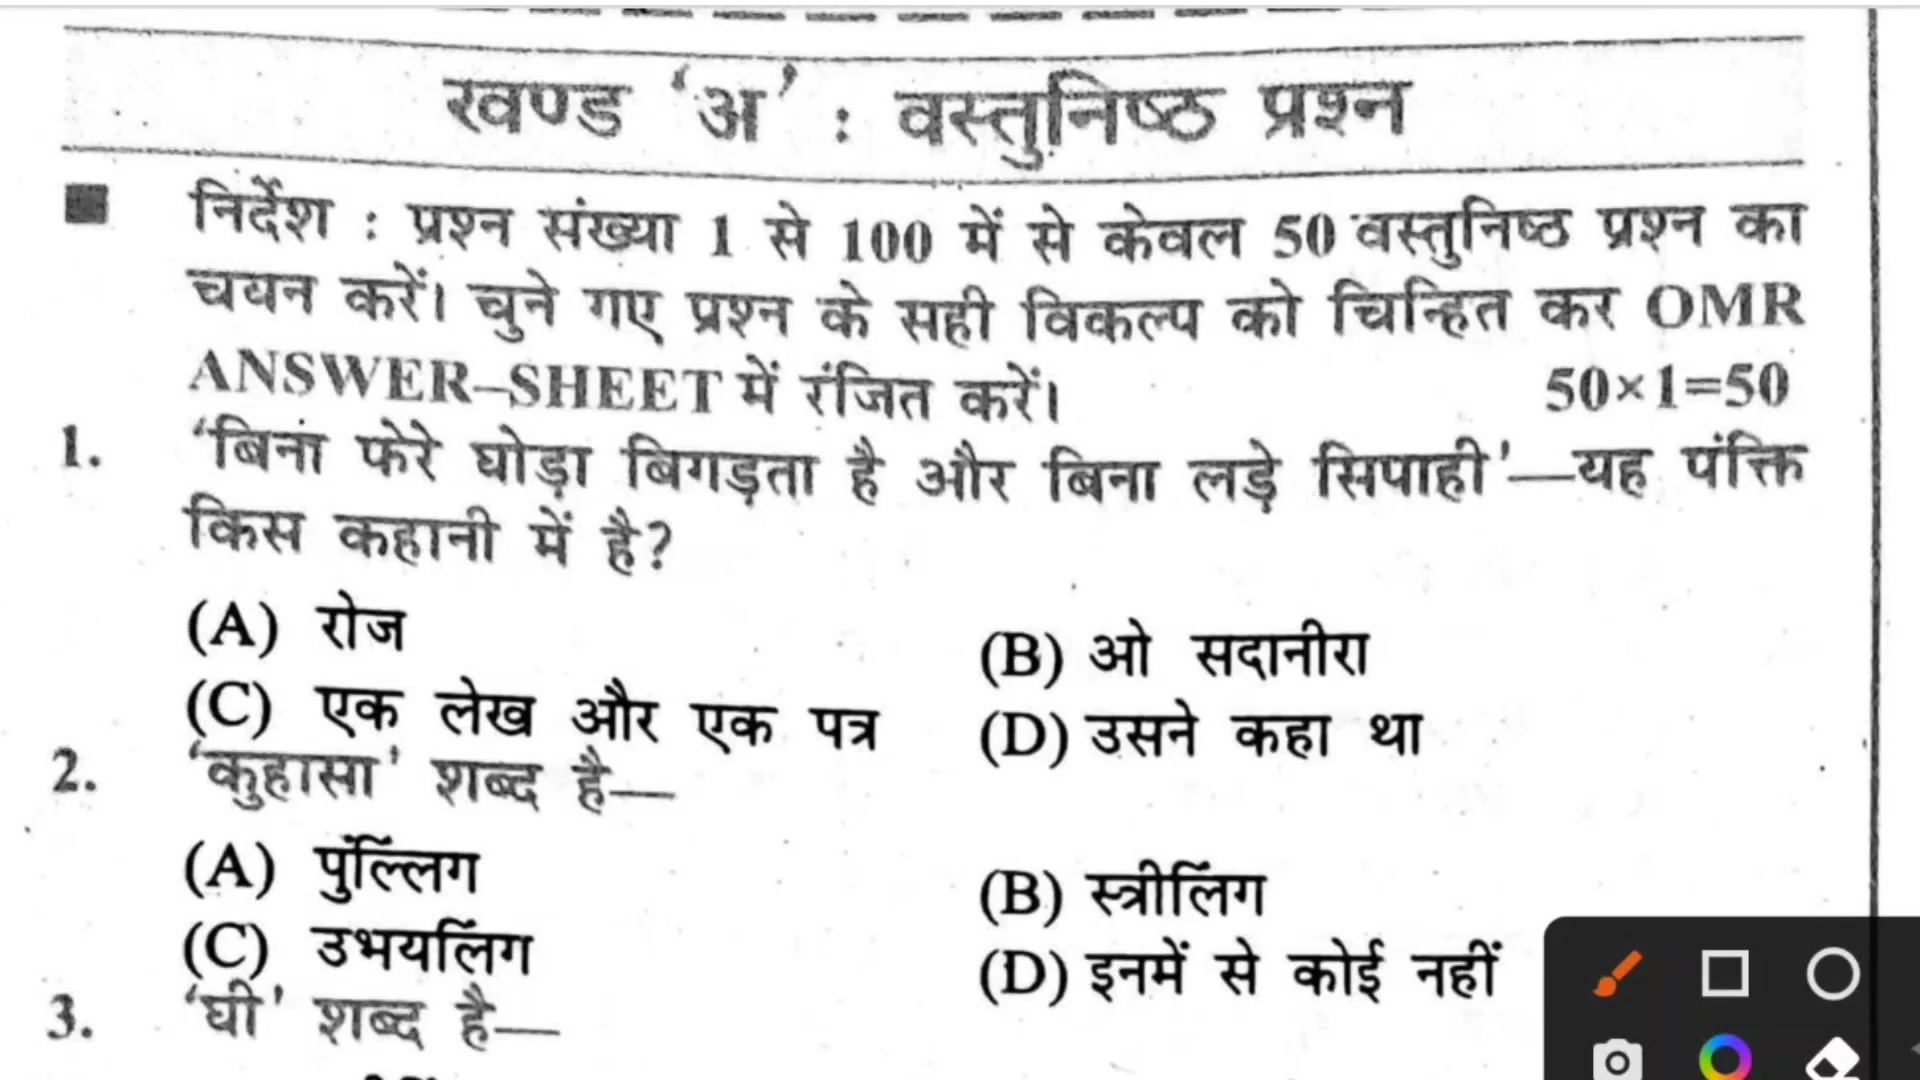 खण्ड ‘अ’ : वस्तुनिष्ठ प्रश्न
निर्देश : प्रश्न संख्या 1 से 100 में से केवल 50 वस्तुनिष्ठ प्रश्न का
चयन करें। चुने गए प्रश्न के सही विकल्प को चिन्हित कर OMR
ANSWER–SHEET में रंजित करें। 50×1=50
1. ‘बिना फेरे घोड़ा बिगड़ता है और बिना लड़े सिपाही'—यह पंक्ति
किस कहानी में है?
(A) रोज (B) ओ सदानीरा
(C) एक लेख और एक पत्र (D) उसने कहा था
2. ‘कुहासा' शब्द है—
(A) पुंल्लिंग (B) स्त्रीलिंग
(C) उभयलिंग (D) इनमें से कोई नहीं
3. ‘घी' शब्द है—